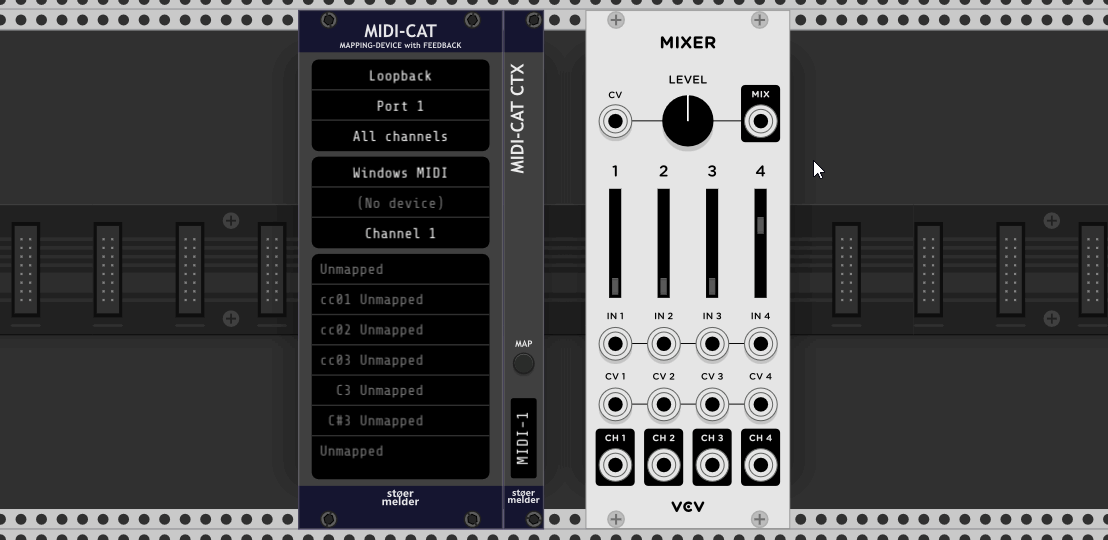 MIDI-CAT
MAPPING-DEVICE with FEEDBACK
Loopback
Port 1
All channels
Windows MIDI
(No device)
Channel 1
Unmapped
cc01 Unmapped
cc02 Unmapped
cc03 Unmapped
C3 Unmapped
C#3 Unmapped
Unmapped
støer
melder
MIDI-CAT CTX
MAP
MIDI-1
støer
melder
MIXER
LEVEL
CV
MIX
1 2 3 4
IN 1 IN 2 IN 3 IN 4
CV 1 CV 2 CV 3 CV 4
CH 1 CH 2 CH 3 CH 4
VCV